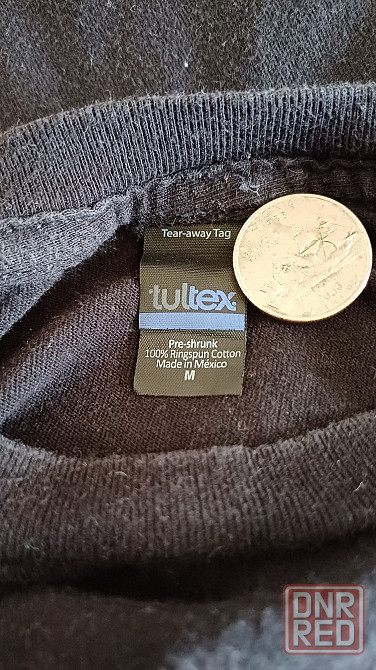 Tear-away Tag
tultex
Pre-shrunk
100% Ringspun Cotton
Made in México
M
DNR
RED